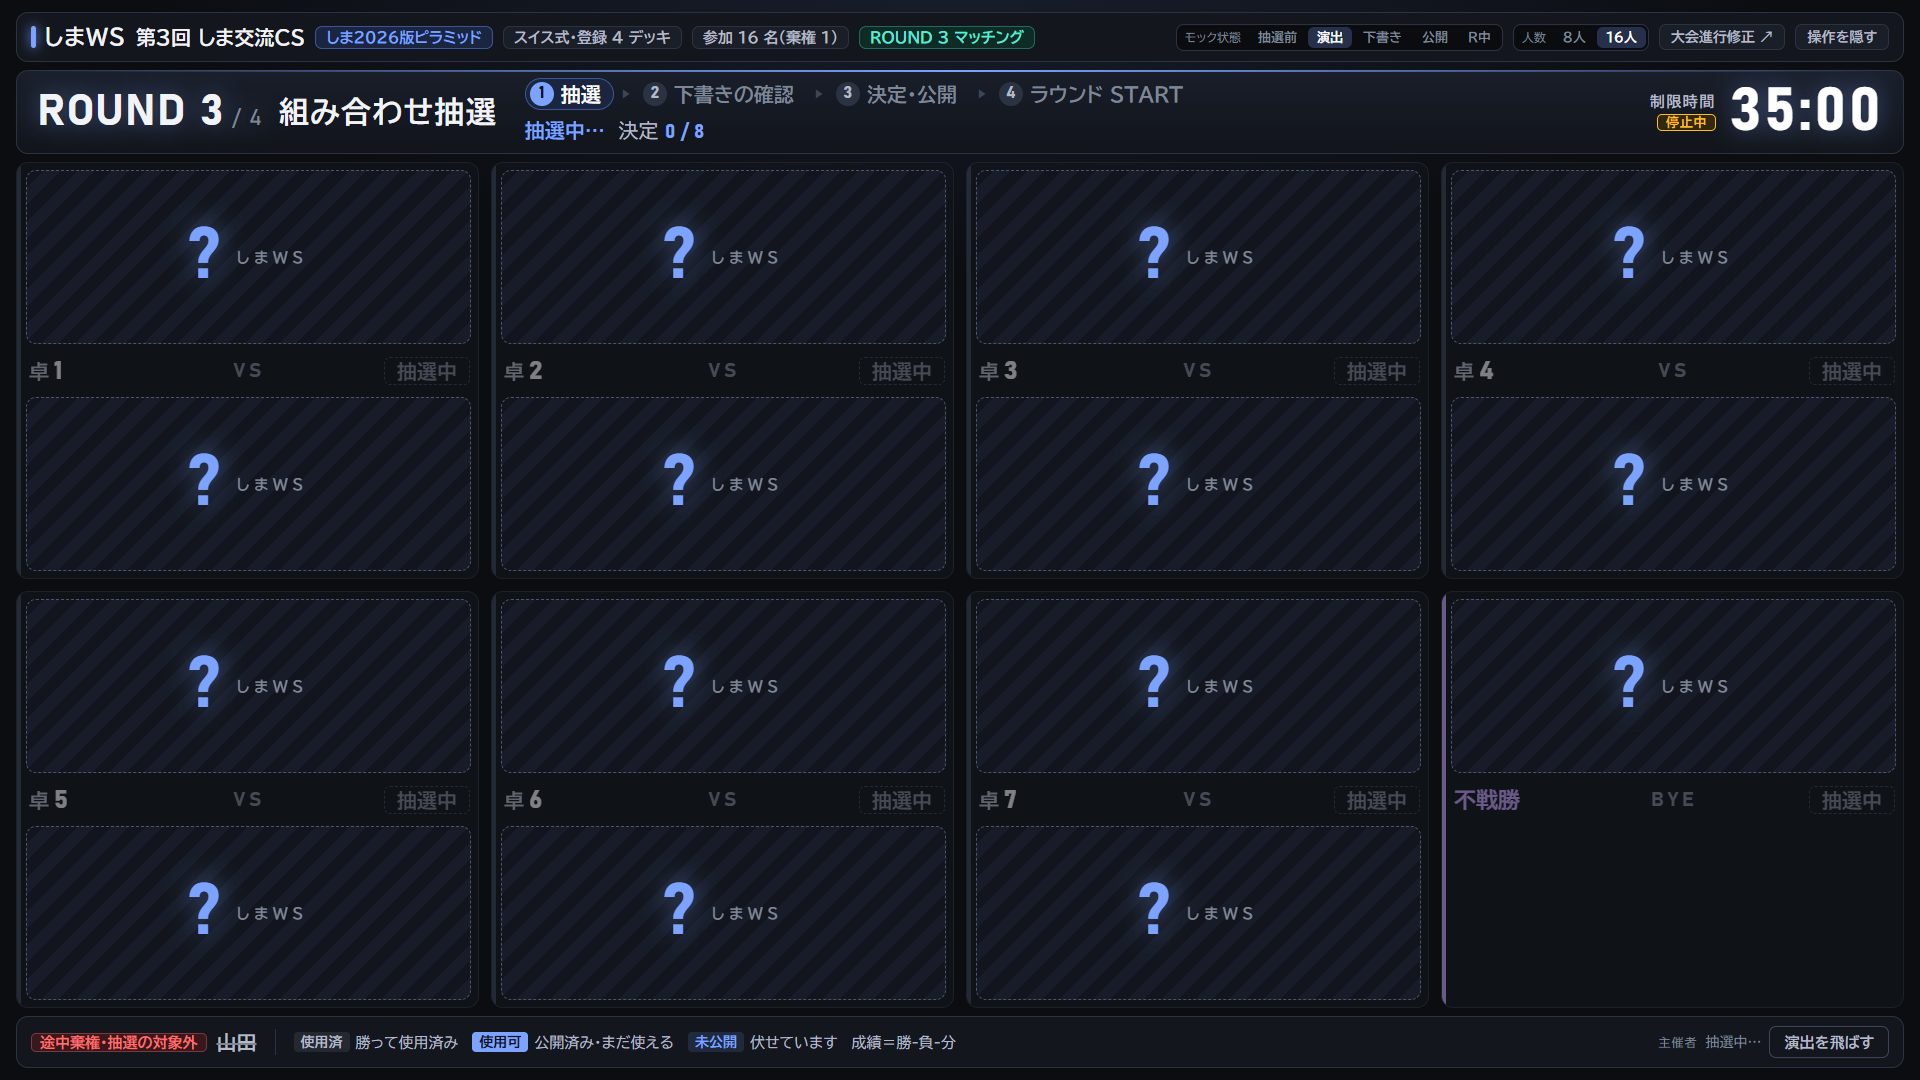 しまWS 第3回 しま交流CS しま2026版ピラミッド スイス式・登録 4 デッキ 参加 16 名(棄権 1) ROUND 3 マッチング モック状態 抽選前 演出 下書き 公開 R中 人数 8人 16人 大会進行修正 ↗ 操作を隠す
ROUND 3 / 4 組み合わせ抽選
1 抽選 ▸ 2 下書きの確認 ▸ 3 決定・公開 ▸ 4 ラウンド START
抽選中… 決定 0 / 8
制限時間 停止中 35:00
? しまWS ? しまWS ? しまWS ? しまWS
卓 1 VS 抽選中 卓 2 VS 抽選中 卓 3 VS 抽選中 卓 4 VS 抽選中
? しまWS ? しまWS ? しまWS ? しまWS
? しまWS ? しまWS ? しまWS ? しまWS
卓 5 VS 抽選中 卓 6 VS 抽選中 卓 7 VS 抽選中 不戦勝 BYE 抽選中
? しまWS ? しまWS ? しまWS
途中棄権・抽選の対象外 山田 使用済 勝って使用済み 使用可 公開済み・まだ使える 未公開 伏せています 成績＝勝-負-分 主催者 抽選中… 演出を飛ばす